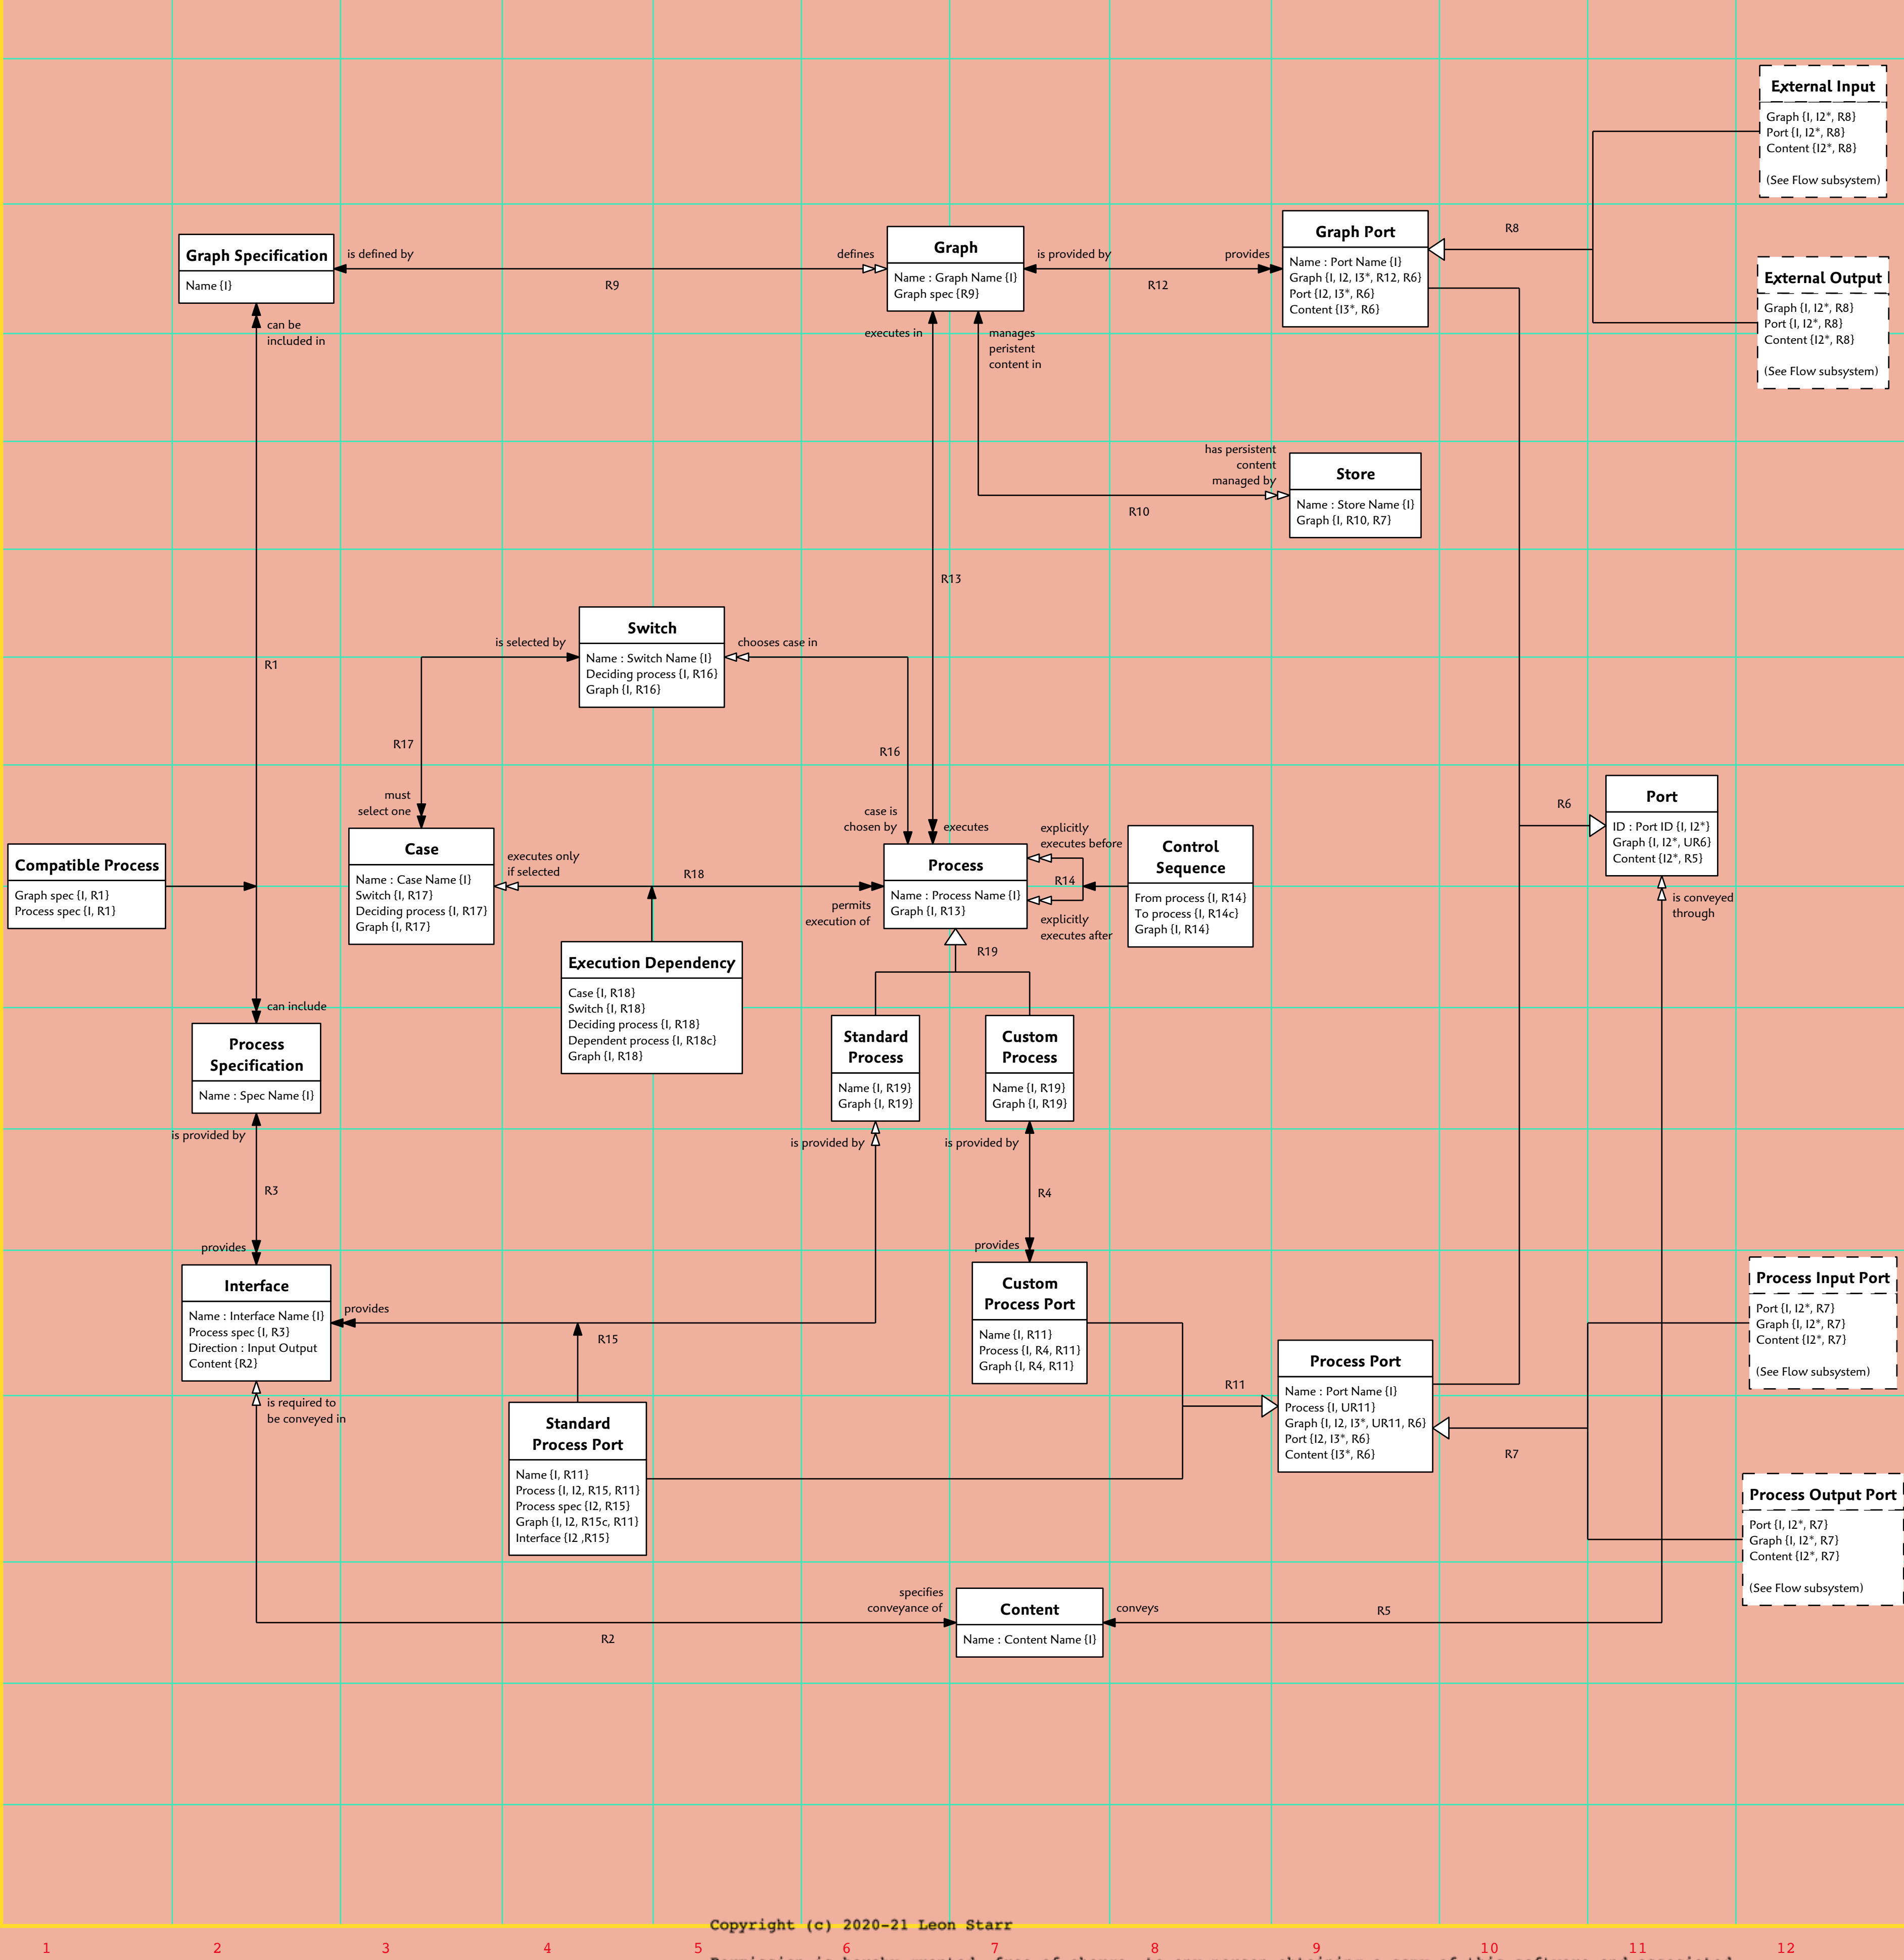 External Input
Graph {I, I2*, R8}
Port {I, I2*, R8}
Content {I2*, R8}
(See Flow subsystem)
External Output
Graph {I, I2*, R8}
Port {I, I2*, R8}
Content {I2*, R8}
(See Flow subsystem)
Graph Specification
Name {I}
is defined by
R9
defines
Graph
Name : Graph Name {I}
Graph spec {R9}
is provided by
R12
provides
Graph Port
Name : Port Name {I}
Graph {I, I2, I3*, R12, R6}
Port {I2, I3*, R6}
Content {I3*, R6}
R8
can be
included in
executes in
manages
peristent
content in
has persistent
content
managed by
R10
Store
Name : Store Name {I}
Graph {I, R10, R7}
R13
R1
Switch
Name : Switch Name {I}
Deciding process {I, R16}
Graph {I, R16}
is selected by
chooses case in
R17
R16
must
select one
case is
chosen by
executes
Compatible Process
Graph spec {I, R1}
Process spec {I, R1}
Case
Name : Case Name {I}
Switch {I, R17}
Deciding process {I, R17}
Graph {I, R17}
executes only
if selected
R18
permits
execution of
Process
Name : Process Name {I}
Graph {I, R13}
explicitly
executes before
R14
explicitly
executes after
Control
Sequence
From process {I, R14}
To process {I, R14c}
Graph {I, R14}
R6
Port
ID : Port ID {I, I2*}
Graph {I, I2*, UR6}
Content {I2*, R5}
is conveyed
through
Execution Dependency
Case {I, R18}
Switch {I, R18}
Deciding process {I, R18}
Dependent process {I, R18c}
Graph {I, R18}
R19
can include
Process
Specification
Name : Spec Name {I}
Standard
Process
Name {I, R19}
Graph {I, R19}
Custom
Process
Name {I, R19}
Graph {I, R19}
is provided by
R3
provides
is provided by
is provided by
R4
provides
Interface
Name : Interface Name {I}
Process spec {I, R3}
Direction : Input Output
Content {R2}
provides
R15
Custom
Process Port
Name {I, R11}
Process {I, R4, R11}
Graph {I, R4, R11}
R11
Process Port
Name : Port Name {I}
Process {I, UR11}
Graph {I, I2, I3*, UR11, R6}
Port {I2, I3*, R6}
Content {I3*, R6}
R7
Process Input Port
Port {I, I2*, R7}
Graph {I, I2*, R7}
Content {I2*, R7}
(See Flow subsystem)
is required to
be conveyed in
Standard
Process Port
Name {I, R11}
Process {I, I2, R15, R11}
Process spec {I2, R15}
Graph {I, I2, R15c, R11}
Interface {I2 ,R15}
Process Output Port
Port {I, I2*, R7}
Graph {I, I2*, R7}
Content {I2*, R7}
(See Flow subsystem)
specifies
conveyance of
R2
Content
Name : Content Name {I}
conveys
R5
Copyright (c) 2020-21 Leon Starr
1 2 3 4 5 6 7 8 9 10 11 12